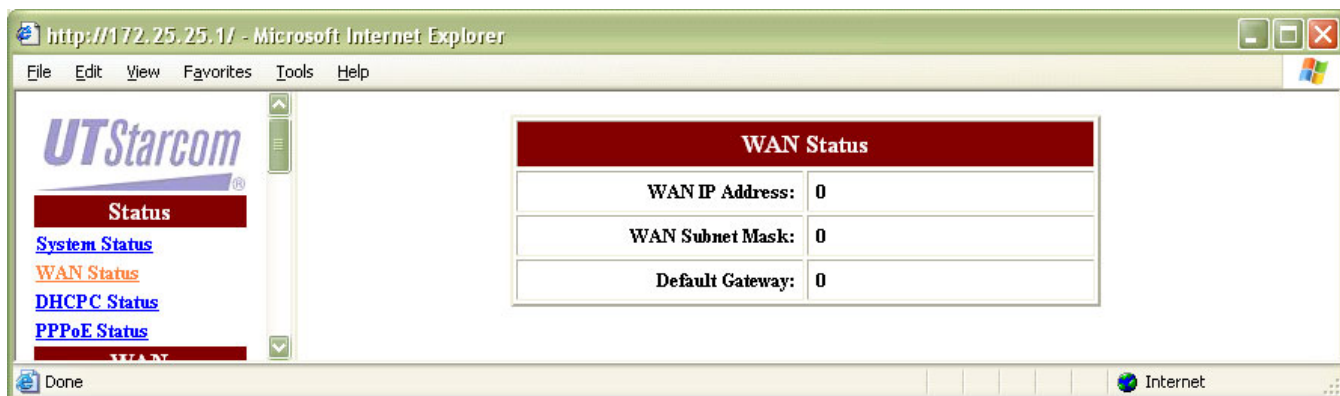 http://172.25.25.1/ - Microsoft Internet Explorer
File Edit View Favorites Tools Help
UTStarcom
®
Status
System Status
WAN Status
DHCPC Status
PPPoE Status
WAN
WAN Status
WAN IP Address: 0
WAN Subnet Mask: 0
Default Gateway: 0
Done
Internet